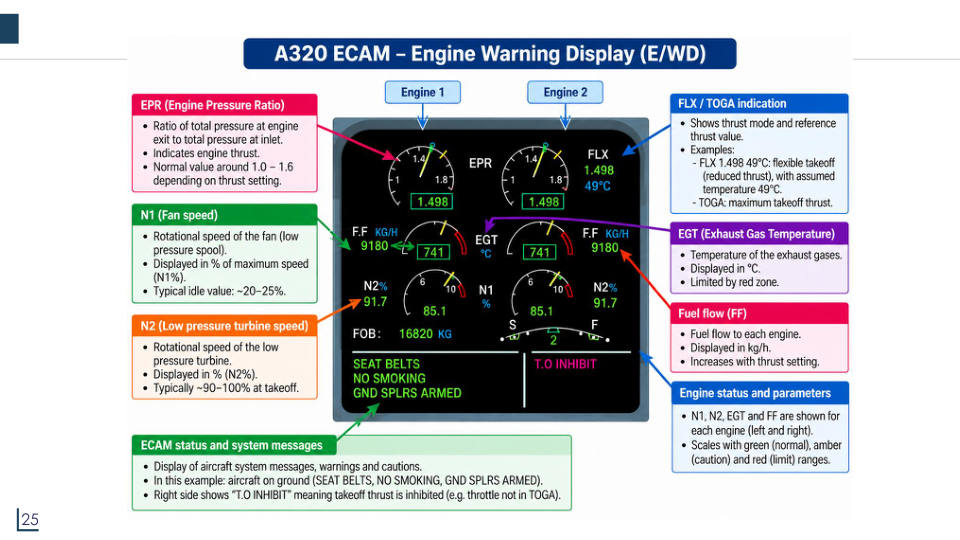 A320 ECAM – Engine Warning Display (E/WD)
Engine 1
Engine 2
EPR (Engine Pressure Ratio)
• Ratio of total pressure at engine
exit to total pressure at inlet.
• Indicates engine thrust.
• Normal value around 1.0 – 1.6
depending on thrust setting.
N1 (Fan speed)
• Rotational speed of the fan (low
pressure spool).
• Displayed in % of maximum speed
(N1%).
• Typical idle value: ~20–25%.
N2 (Low pressure turbine speed)
• Rotational speed of the low
pressure turbine.
• Displayed in % (N2%).
• Typically ~90–100% at takeoff.
1.4
1
1.8
1.498
EPR
1.4
1
1.8
1.498
FLX
1.498
49°C
F.F KG/H
9180
741
EGT
°C
741
F.F KG/H
9180
N2%
91.7
6
10
85.1
N1
%
6
10
85.1
N2%
91.7
FOB: 16820 KG
S
F
2
SEAT BELTS
NO SMOKING
GND SPLRS ARMED
T.O INHIBIT
FLX / TOGA indication
• Shows thrust mode and reference
thrust value.
• Examples:
- FLX 1.498 49°C: flexible takeoff
(reduced thrust), with assumed
temperature 49°C.
- TOGA: maximum takeoff thrust.
EGT (Exhaust Gas Temperature)
• Temperature of the exhaust gases.
• Displayed in °C.
• Limited by red zone.
Fuel flow (FF)
• Fuel flow to each engine.
• Displayed in kg/h.
• Increases with thrust setting.
Engine status and parameters
• N1, N2, EGT and FF are shown for
each engine (left and right).
• Scales with green (normal), amber
(caution) and red (limit) ranges.
ECAM status and system messages
• Display of aircraft system messages, warnings and cautions.
• In this example: aircraft on ground (SEAT BELTS, NO SMOKING, GND SPLRS ARMED).
• Right side shows "T.O INHIBIT" meaning takeoff thrust is inhibited (e.g. throttle not in TOGA).
25